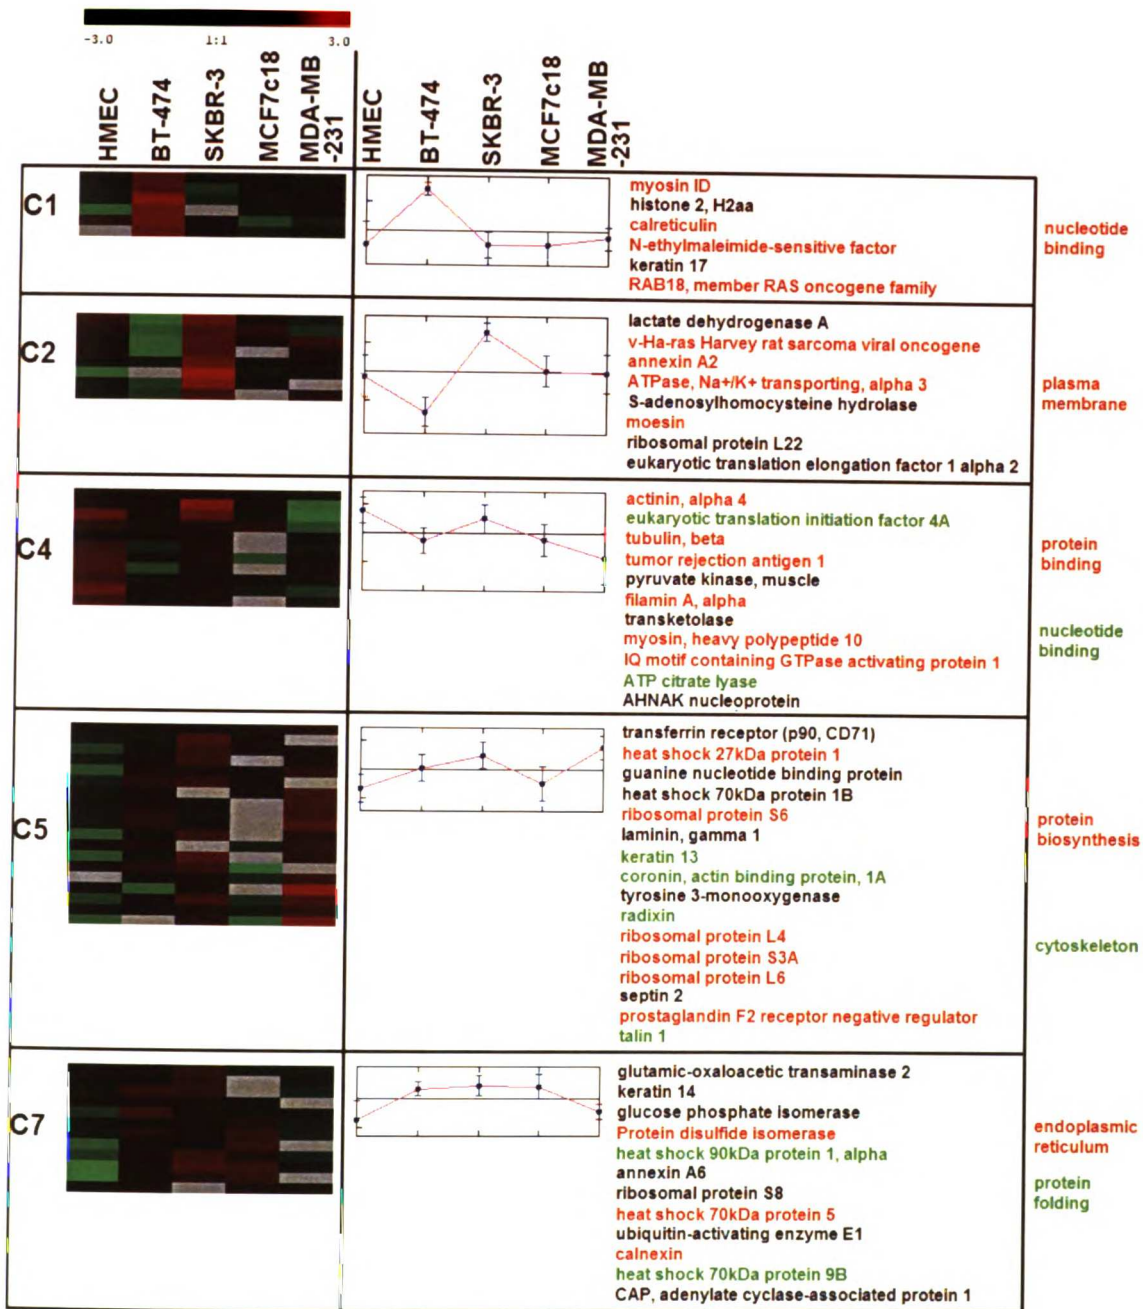 -3.0 1:1 3.0
HMEC
BT-474
SKBR-3
MCF7c18
MDA-MB
-231
HMEC
BT-474
SKBR-3
MCF7c18
MDA-MB
-231
C1
myosin ID
histone 2, H2aa
calreticulin
N-ethylmaleimide-sensitive factor
keratin 17
RAB18, member RAS oncogene family
nucleotide
binding
C2
lactate dehydrogenase A
v-Ha-ras Harvey rat sarcoma viral oncogene
annexin A2
ATPase, Na+/K+ transporting, alpha 3
S-adenosylhomocysteine hydrolase
moesin
ribosomal protein L22
eukaryotic translation elongation factor 1 alpha 2
plasma
membrane
C4
actinin, alpha 4
eukaryotic translation initiation factor 4A
tubulin, beta
tumor rejection antigen 1
pyruvate kinase, muscle
filamin A, alpha
transketolase
myosin, heavy polypeptide 10
IQ motif containing GTPase activating protein 1
ATP citrate lyase
AHNAK nucleoprotein
protein
binding
nucleotide
binding
C5
transferrin receptor (p90, CD71)
heat shock 27kDa protein 1
guanine nucleotide binding protein
heat shock 70kDa protein 1B
ribosomal protein S6
laminin, gamma 1
keratin 13
coronin, actin binding protein, 1A
tyrosine 3-monooxygenase
radixin
ribosomal protein L4
ribosomal protein S3A
ribosomal protein L6
septin 2
prostaglandin F2 receptor negative regulator
talin 1
protein
biosynthesis
cytoskeleton
C7
glutamic-oxaloacetic transaminase 2
keratin 14
glucose phosphate isomerase
Protein disulfide isomerase
heat shock 90kDa protein 1, alpha
annexin A6
ribosomal protein S8
heat shock 70kDa protein 5
ubiquitin-activating enzyme E1
calnexin
heat shock 70kDa protein 9B
CAP, adenylate cyclase-associated protein 1
endoplasmic
reticulum
protein
folding